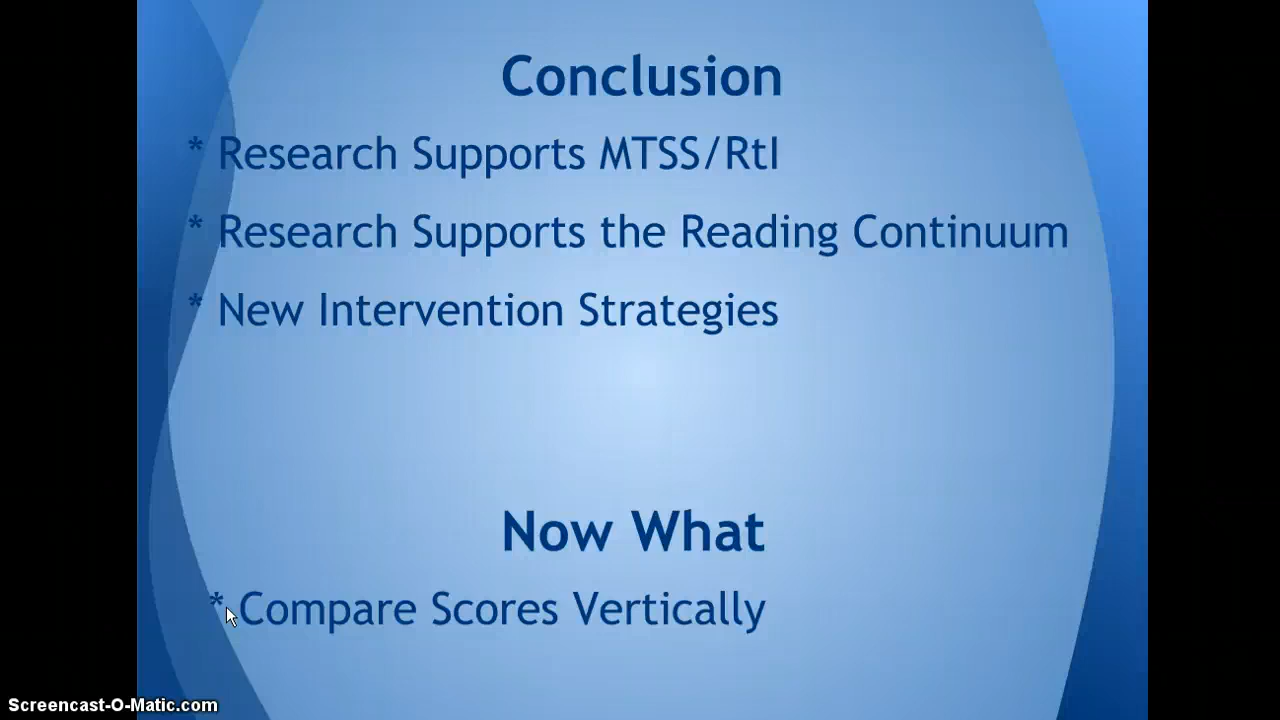 Conclusion
* Research Supports MTSS/RtI
* Research Supports the Reading Continuum
* New Intervention Strategies
Now What
* Compare Scores Vertically
Screencast-O-Matic.com